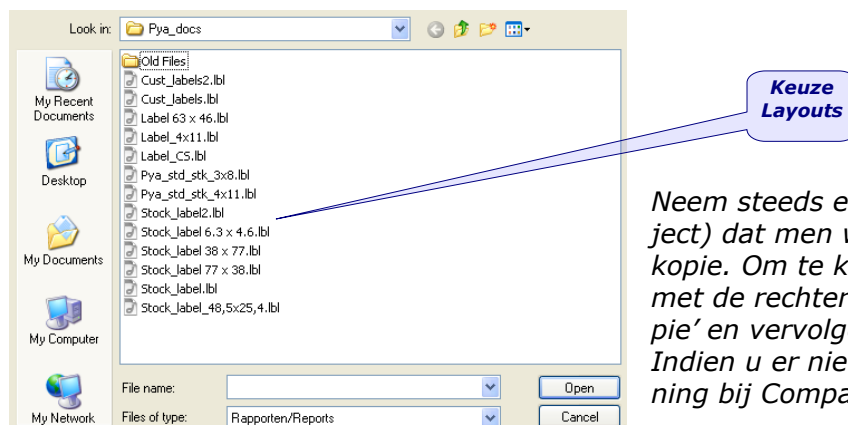 Look in:
Pya_docs
My Recent
Documents
Desktop
My Documents
My Computer
My Network
Old Files
Cust_labels2.lbl
Cust_labels.lbl
Label 63 x 46.lbl
Label_4x11.lbl
Label_CS.lbl
Pya_std_stk_3x8.lbl
Pya_std_stk_4x11.lbl
Stock_label2.lbl
Stock_label 6.3 x 4.6.lbl
Stock_label 38 x 77.lbl
Stock_label 77 x 38.lbl
Stock_label.lbl
Stock_label_48,5x25,4.lbl
File name:
Open
Files of type:
Rapporten/Reports
Cancel
Keuze
Layouts
Neem steeds e
ject) dat men v
kopie. Om te k
met de rechter
pie’ en vervolg
Indien u er nie
ning bij Compa